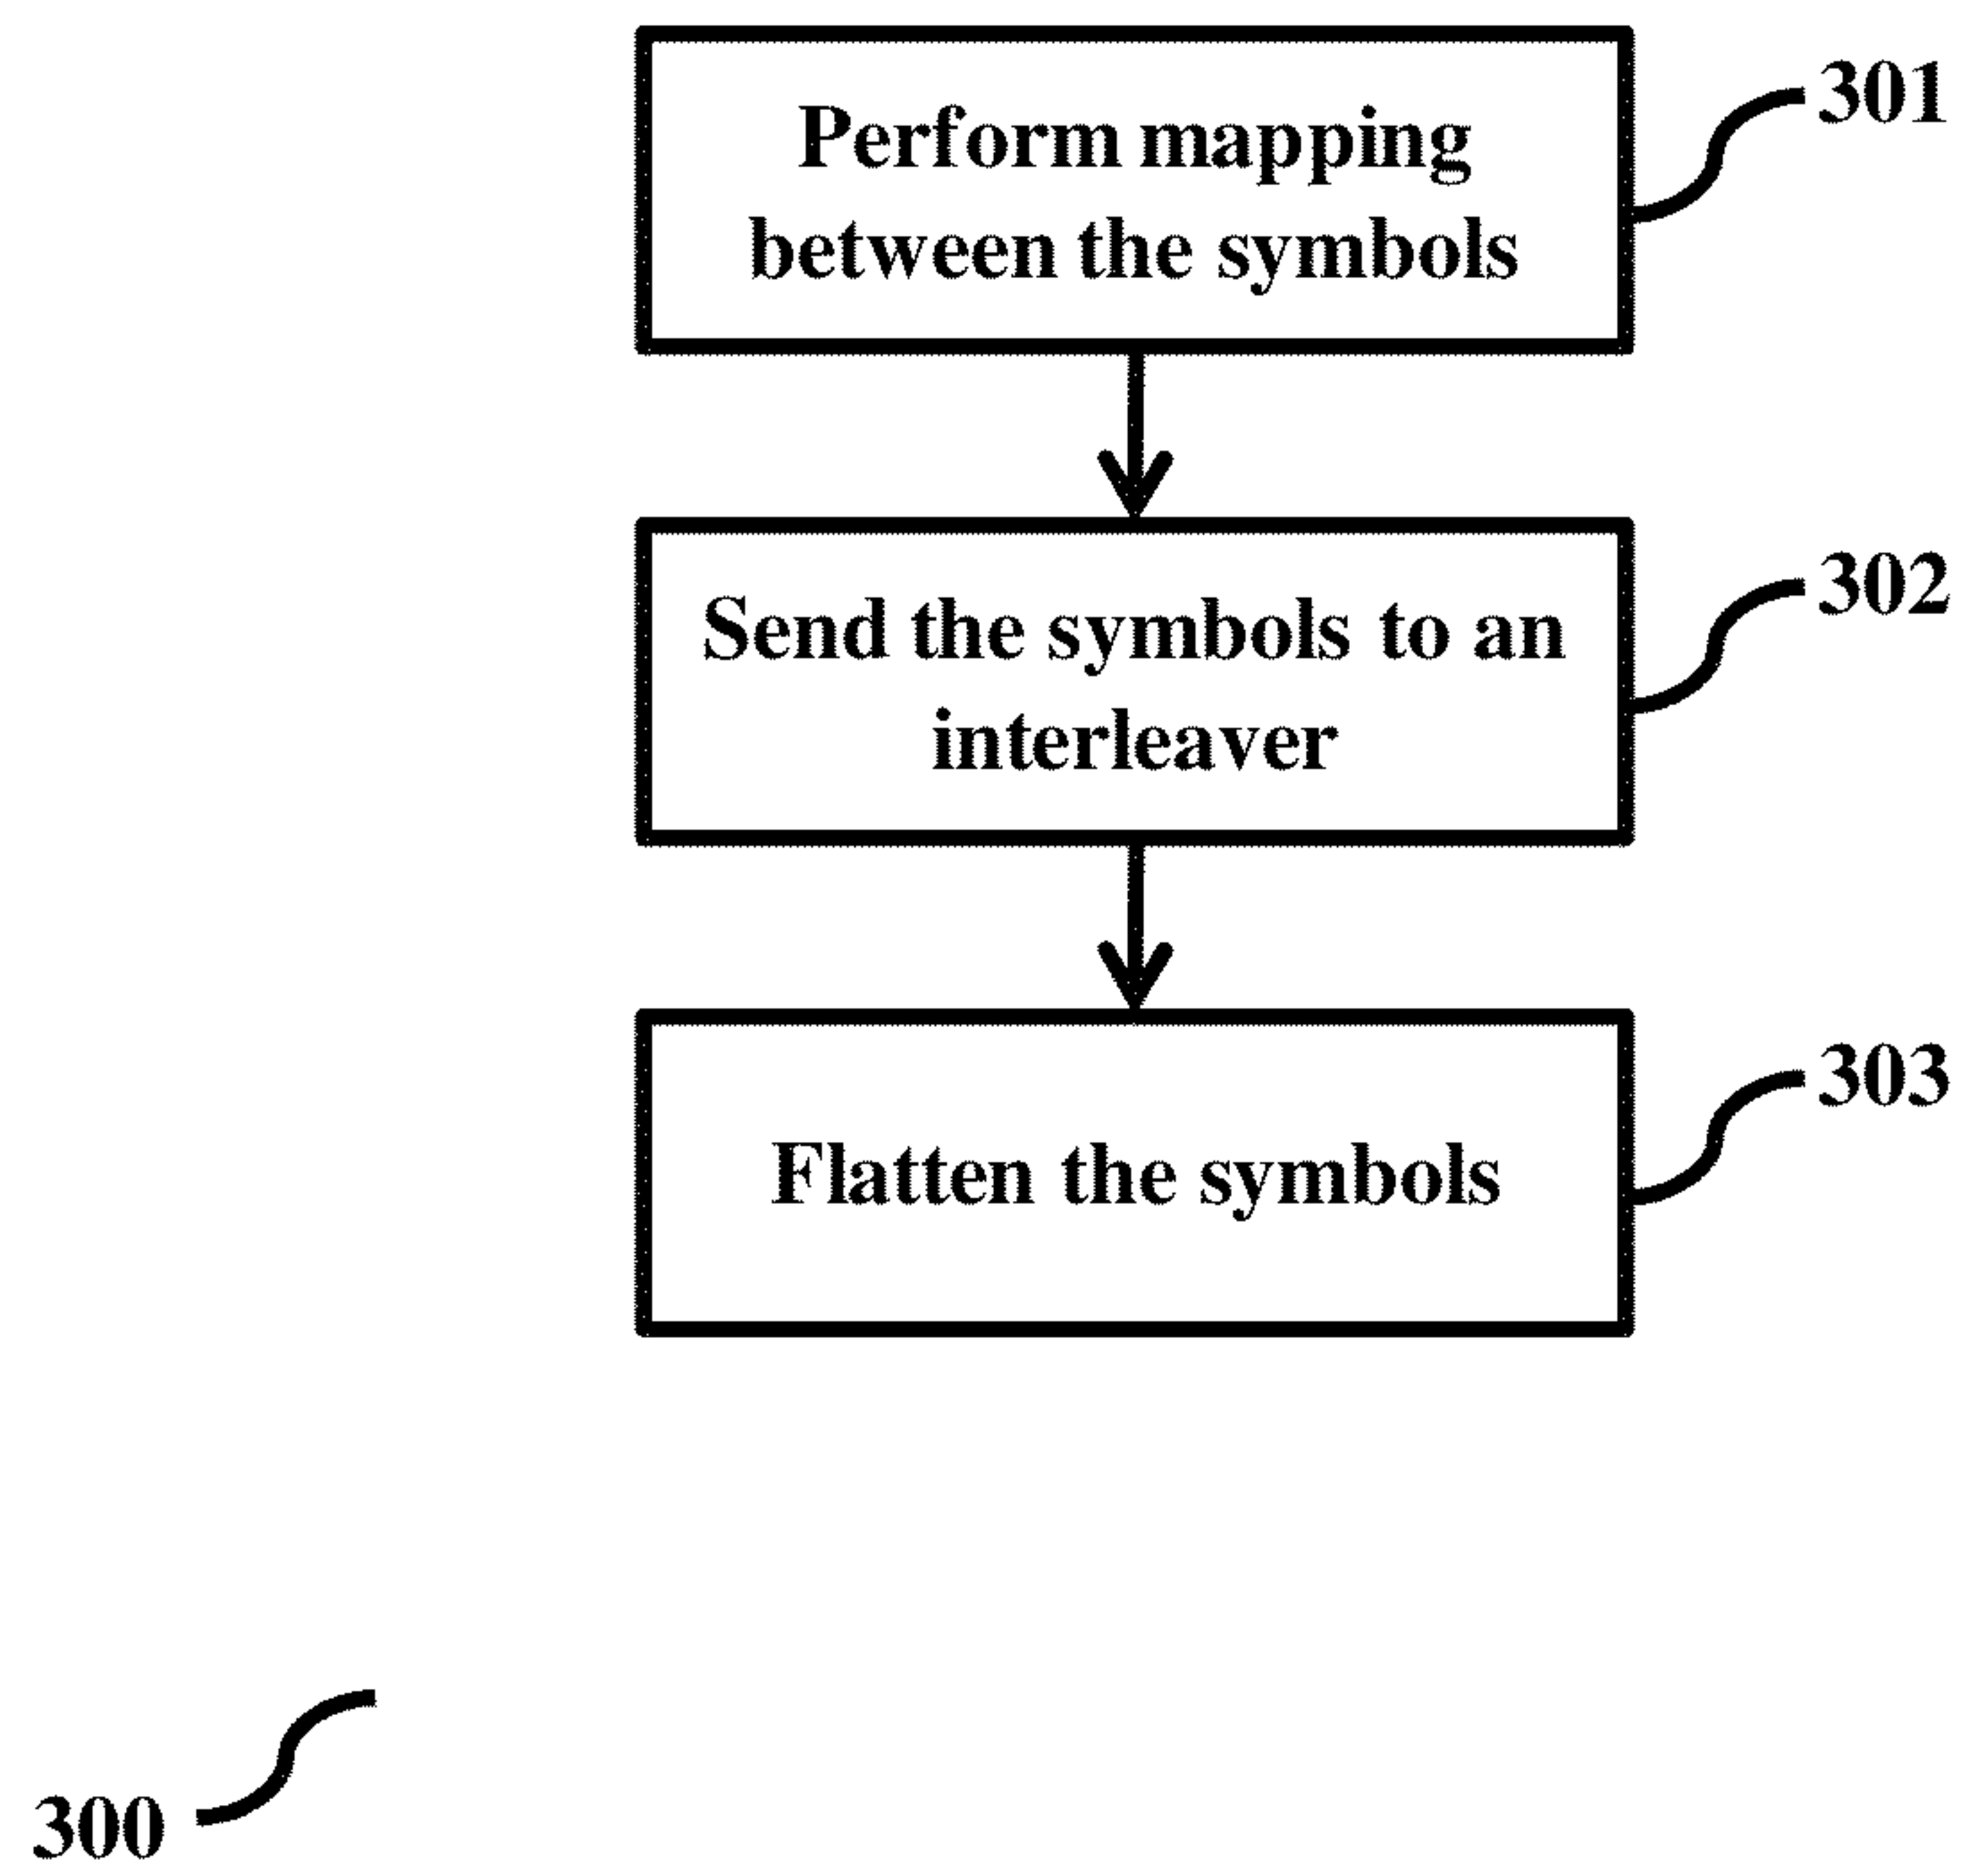 Perform mapping
between the symbols
301
Send the symbols to an
interleaver
302
Flatten the symbols
303
300